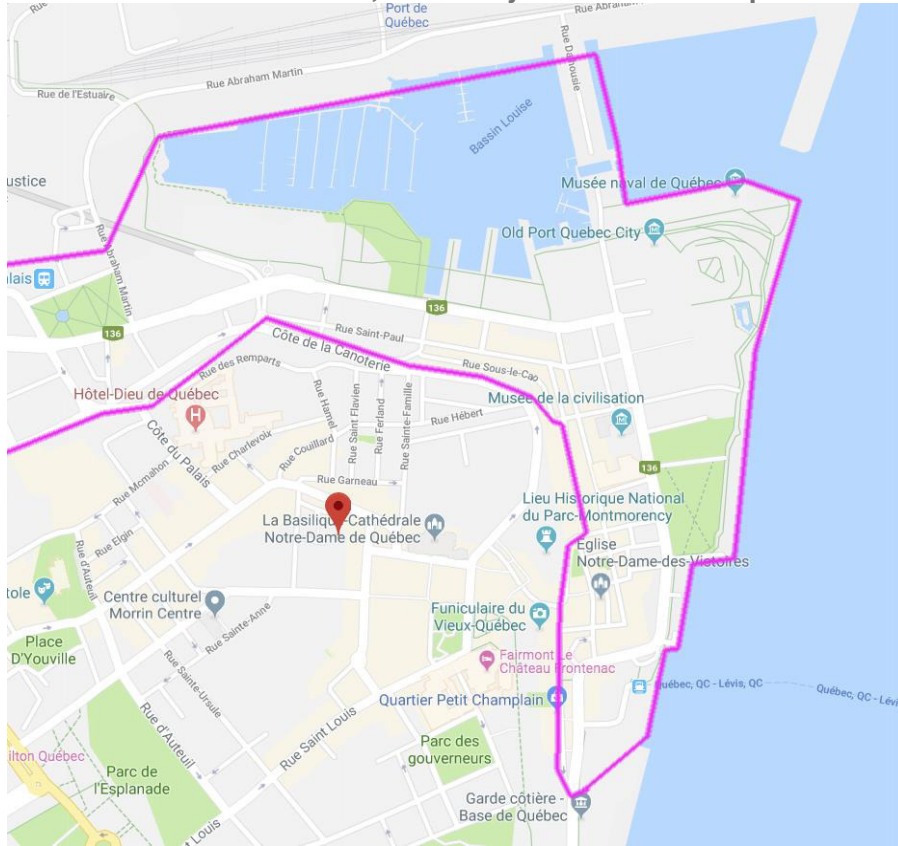 Port de
Québec
Rue Abraham Martin
Rue Dalhousie
Rue Abraham Martin
Rue de l'Estuaire
Bassin Louise
ustice
Musée naval de Québec
Old Port Quebec City
Rue Abraham Martin
alais
136
136
Rue Saint-Paul
Côte de la Canoterie
Rue Sous-le-Cap
Rue des Remparts
Hôtel-Dieu de Québec
Rue Hamel
Rue Saint Flavien
Rue Ferland
Rue Sainte-Famille
Rue Hébert
Musée de la civilisation
Côte du Palais
Rue Charlevoix
Rue Couillard
Rue Mcmahon
136
Rue Garneau
Lieu Historique National
du Parc-Montmorency
La Basilique-Cathédrale
Notre-Dame de Québec
Rue Elgin
Rue d'Auteuil
Eglise
Notre-Dame-des-Victoires
tole
Centre culturel
Morrin Centre
Rue Sainte-Anne
Funiculaire du
Vieux-Québec
Place
D'Youville
Fairmont Le
Château Frontenac
Rue Sainte-Ursule
Québec, QC - Lévis, QC
Québec, QC - Lévi
Quartier Petit Champlain
Rue d'Auteuil
Rue Saint Louis
ilton Québec
Parc des
gouverneurs
Parc de
l'Esplanade
Garde côtière -
Base de Québec
St Louis